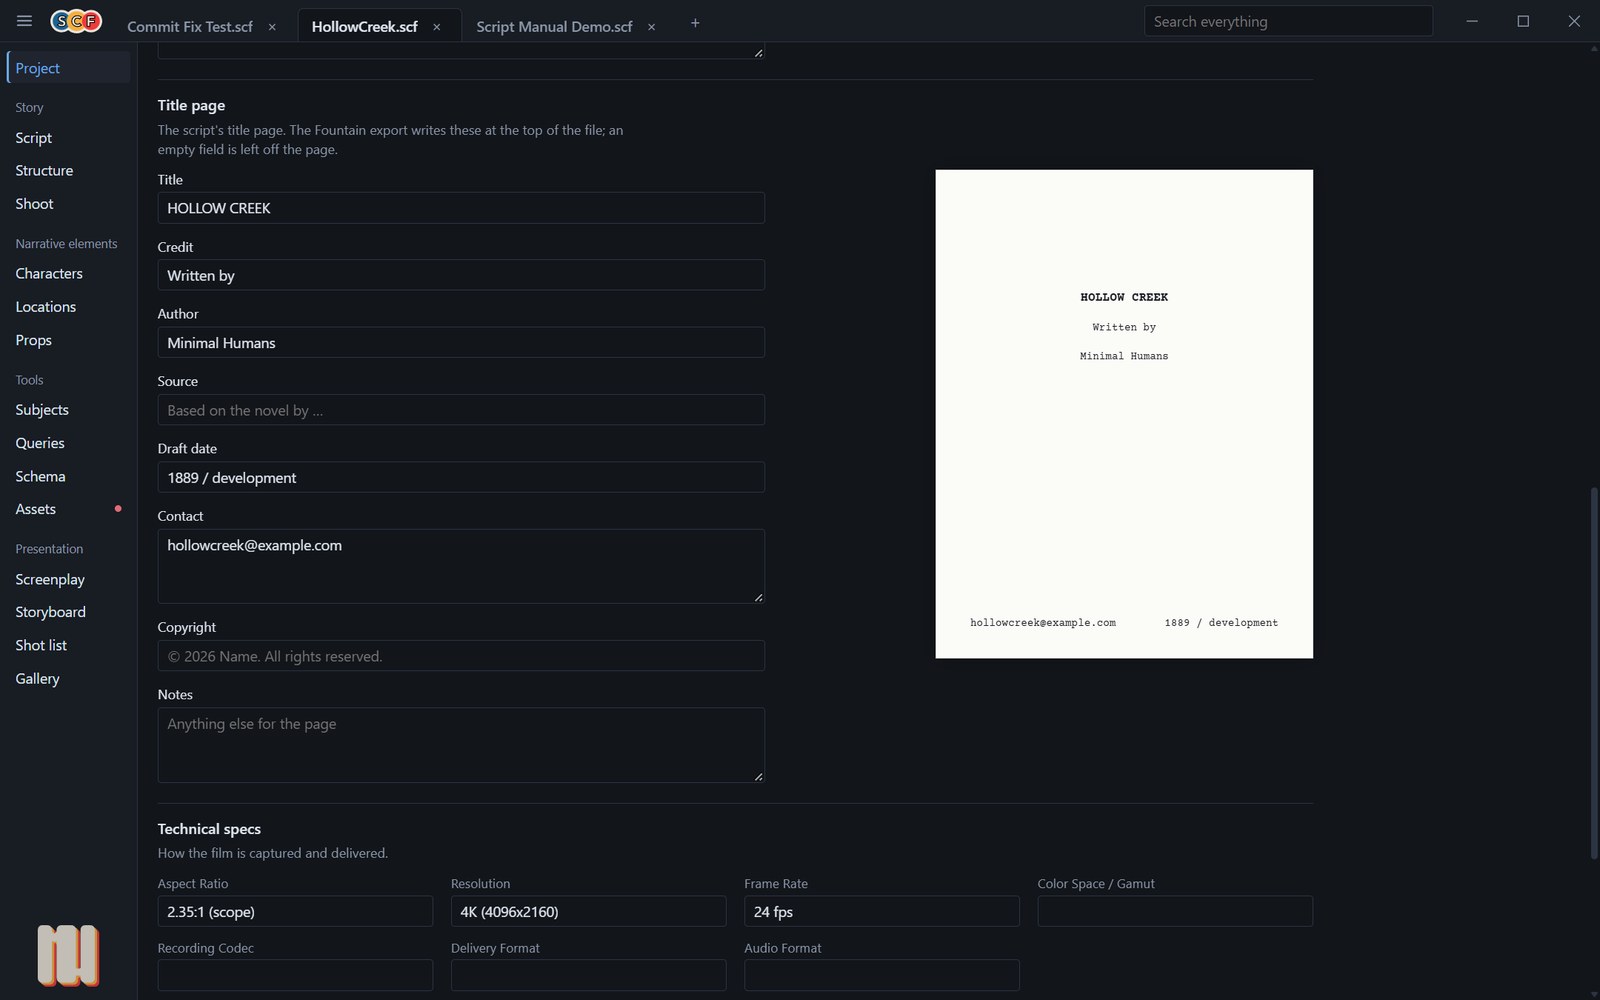 SCF
Commit Fix Test.scf ×
HollowCreek.scf ×
Script Manual Demo.scf ×
+
Search everything
Project
Story
Script
Structure
Shoot
Narrative elements
Characters
Locations
Props
Tools
Subjects
Queries
Schema
Assets
Presentation
Screenplay
Storyboard
Shot list
Gallery
Title page
The script's title page. The Fountain export writes these at the top of the file; an
empty field is left off the page.
Title
HOLLOW CREEK
Credit
Written by
Author
Minimal Humans
Source
Based on the novel by ...
Draft date
1889 / development
Contact
hollowcreek@example.com
Copyright
© 2026 Name. All rights reserved.
Notes
Anything else for the page
HOLLOW CREEK
Written by
Minimal Humans
hollowcreek@example.com 1889 / development
Technical specs
How the film is captured and delivered.
Aspect Ratio Resolution Frame Rate Color Space / Gamut
2.35:1 (scope) 4K (4096x2160) 24 fps
Recording Codec Delivery Format Audio Format